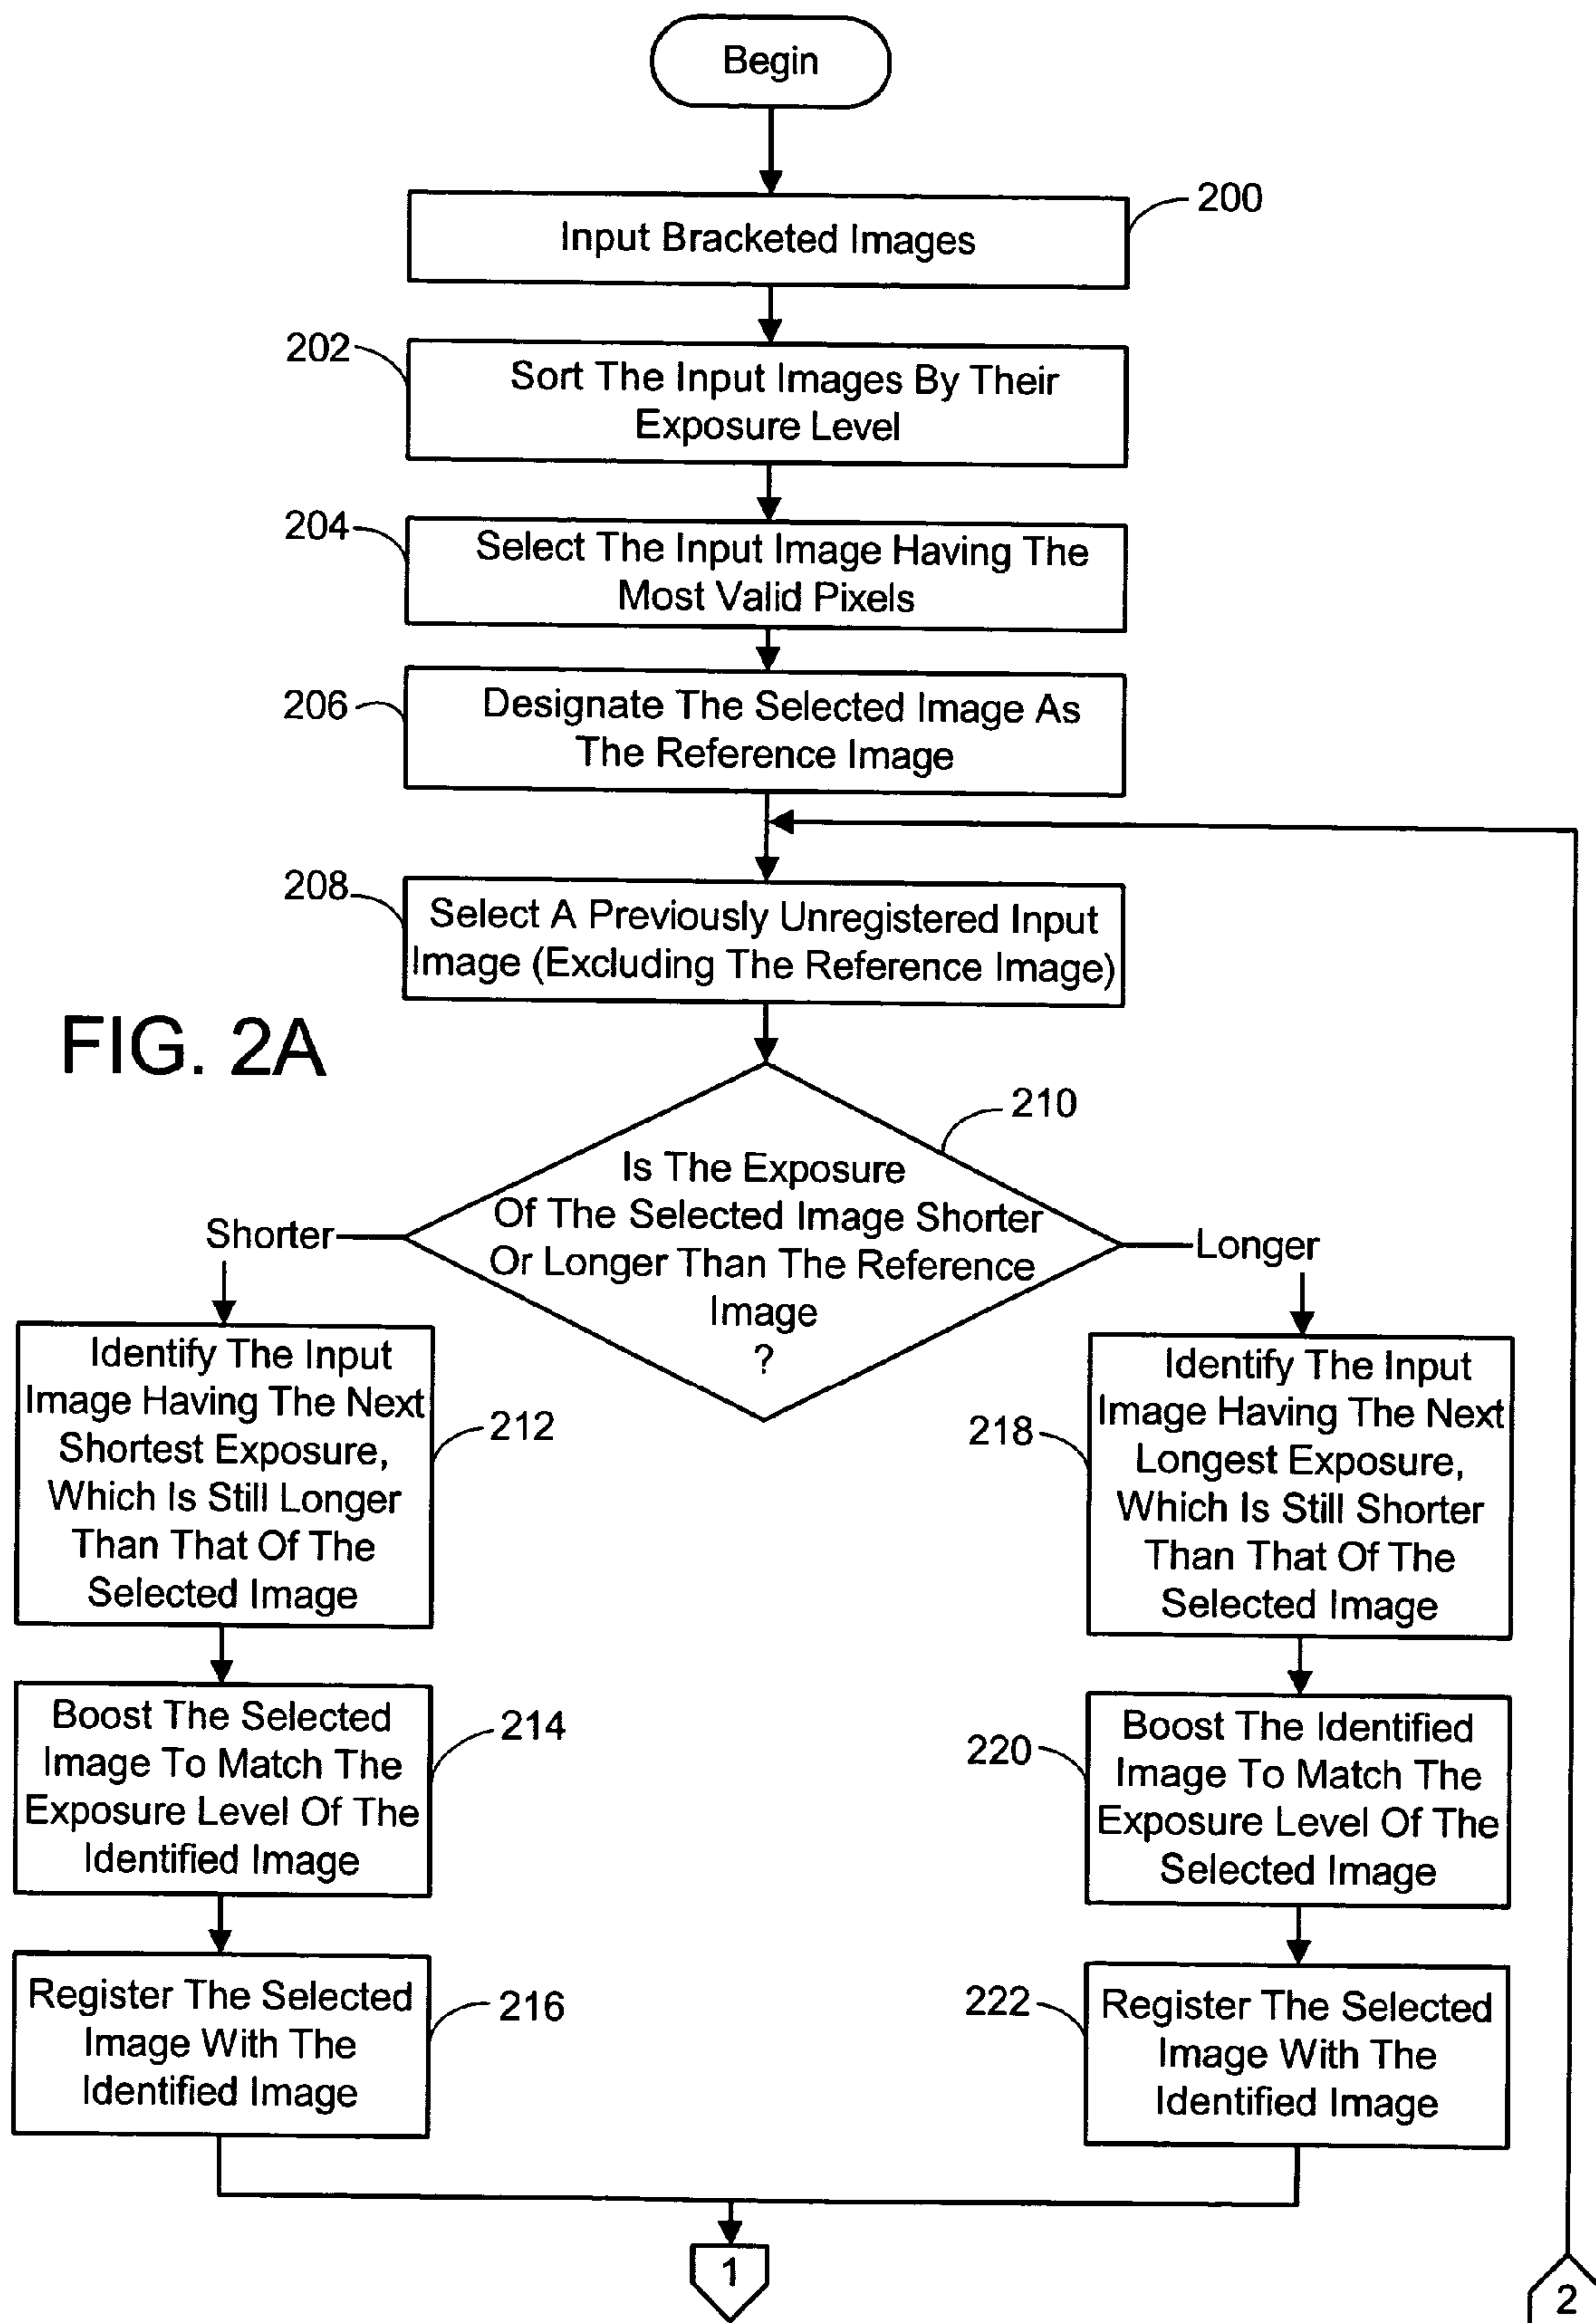 Begin
Input Bracketed Images
200
202
Sort The Input Images By Their
Exposure Level
204
Select The Input Image Having The
Most Valid Pixels
206
Designate The Selected Image As
The Reference Image
208
Select A Previously Unregistered Input
Image (Excluding The Reference Image)
FIG. 2A
210
Is The Exposure
Of The Selected Image Shorter
Or Longer Than The Reference
Image
?
Shorter
Longer
Identify The Input
Image Having The Next
Shortest Exposure,
Which Is Still Longer
Than That Of The
Selected Image
212
218
Identify The Input
Image Having The Next
Longest Exposure,
Which Is Still Shorter
Than That Of The
Selected Image
Boost The Selected
Image To Match The
Exposure Level Of The
Identified Image
214
220
Boost The Identified
Image To Match The
Exposure Level Of The
Selected Image
Register The Selected
Image With The
Identified Image
216
222
Register The Selected
Image With The
Identified Image
1
2